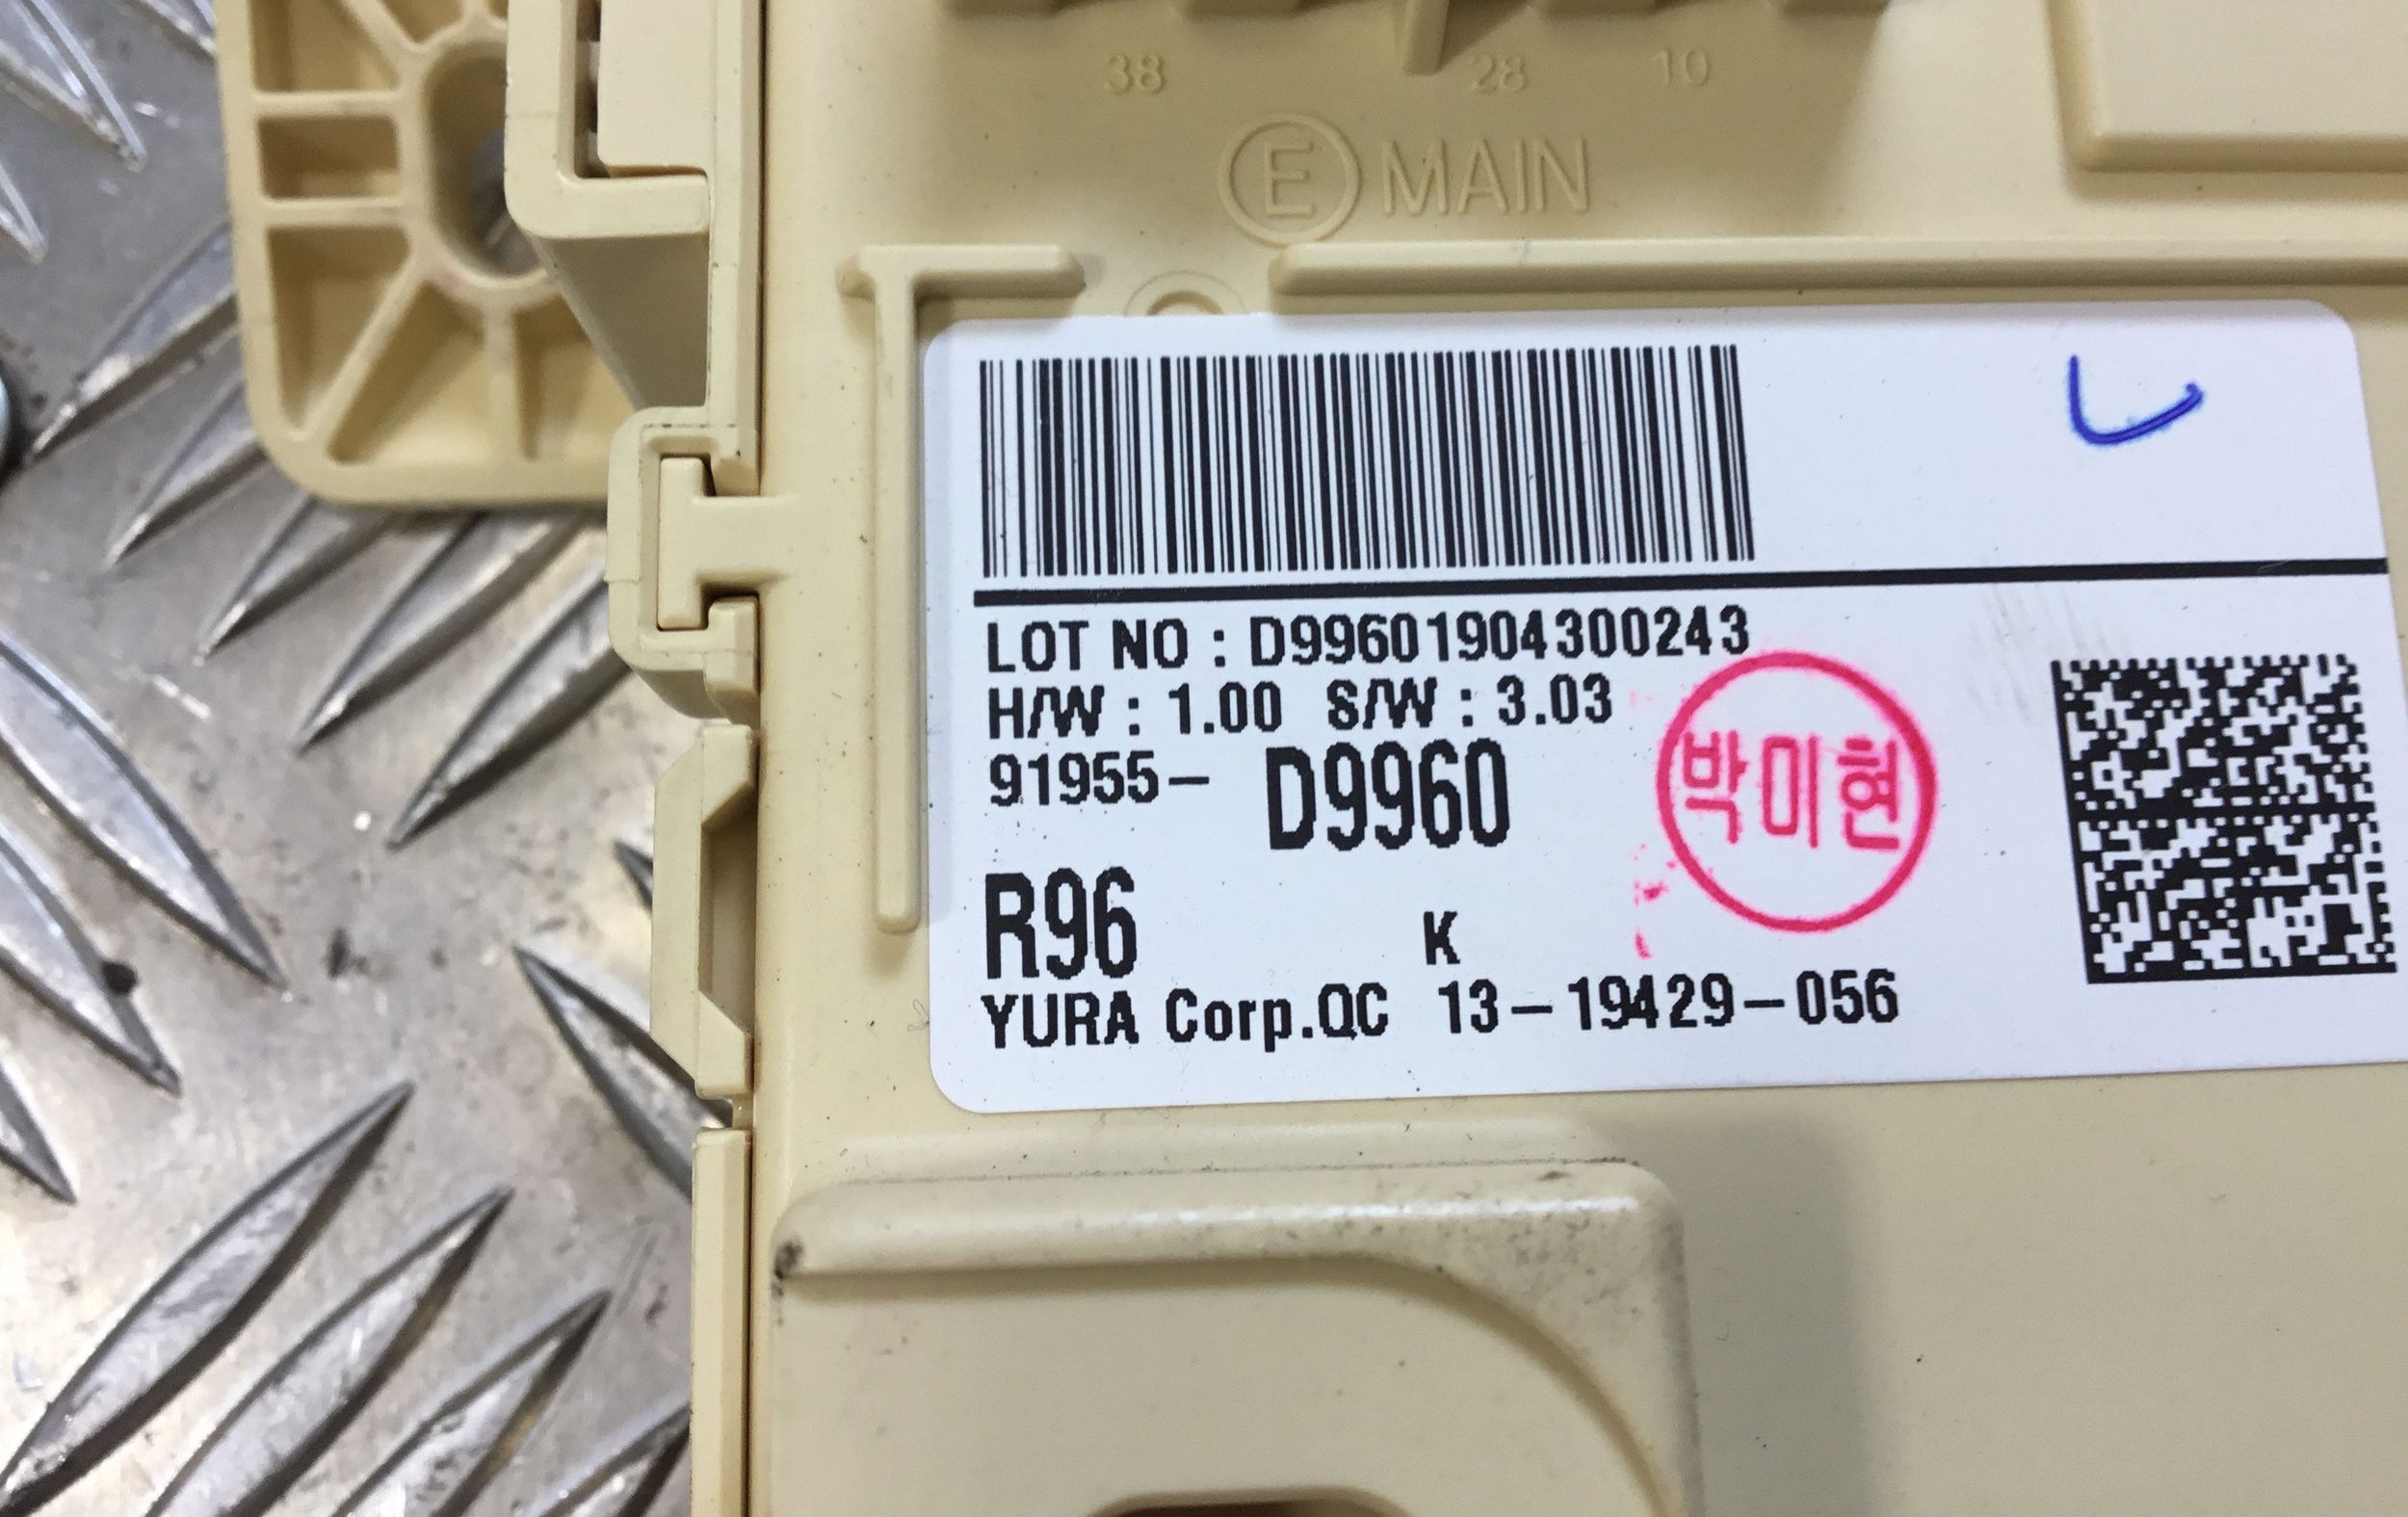 38 28 10
E MAIN
LOT NO : D99601904300243
H/W : 1.00 S/W : 3.03
91955- D9960
박미현
R96 K
YURA Corp.QC 13-19429-056